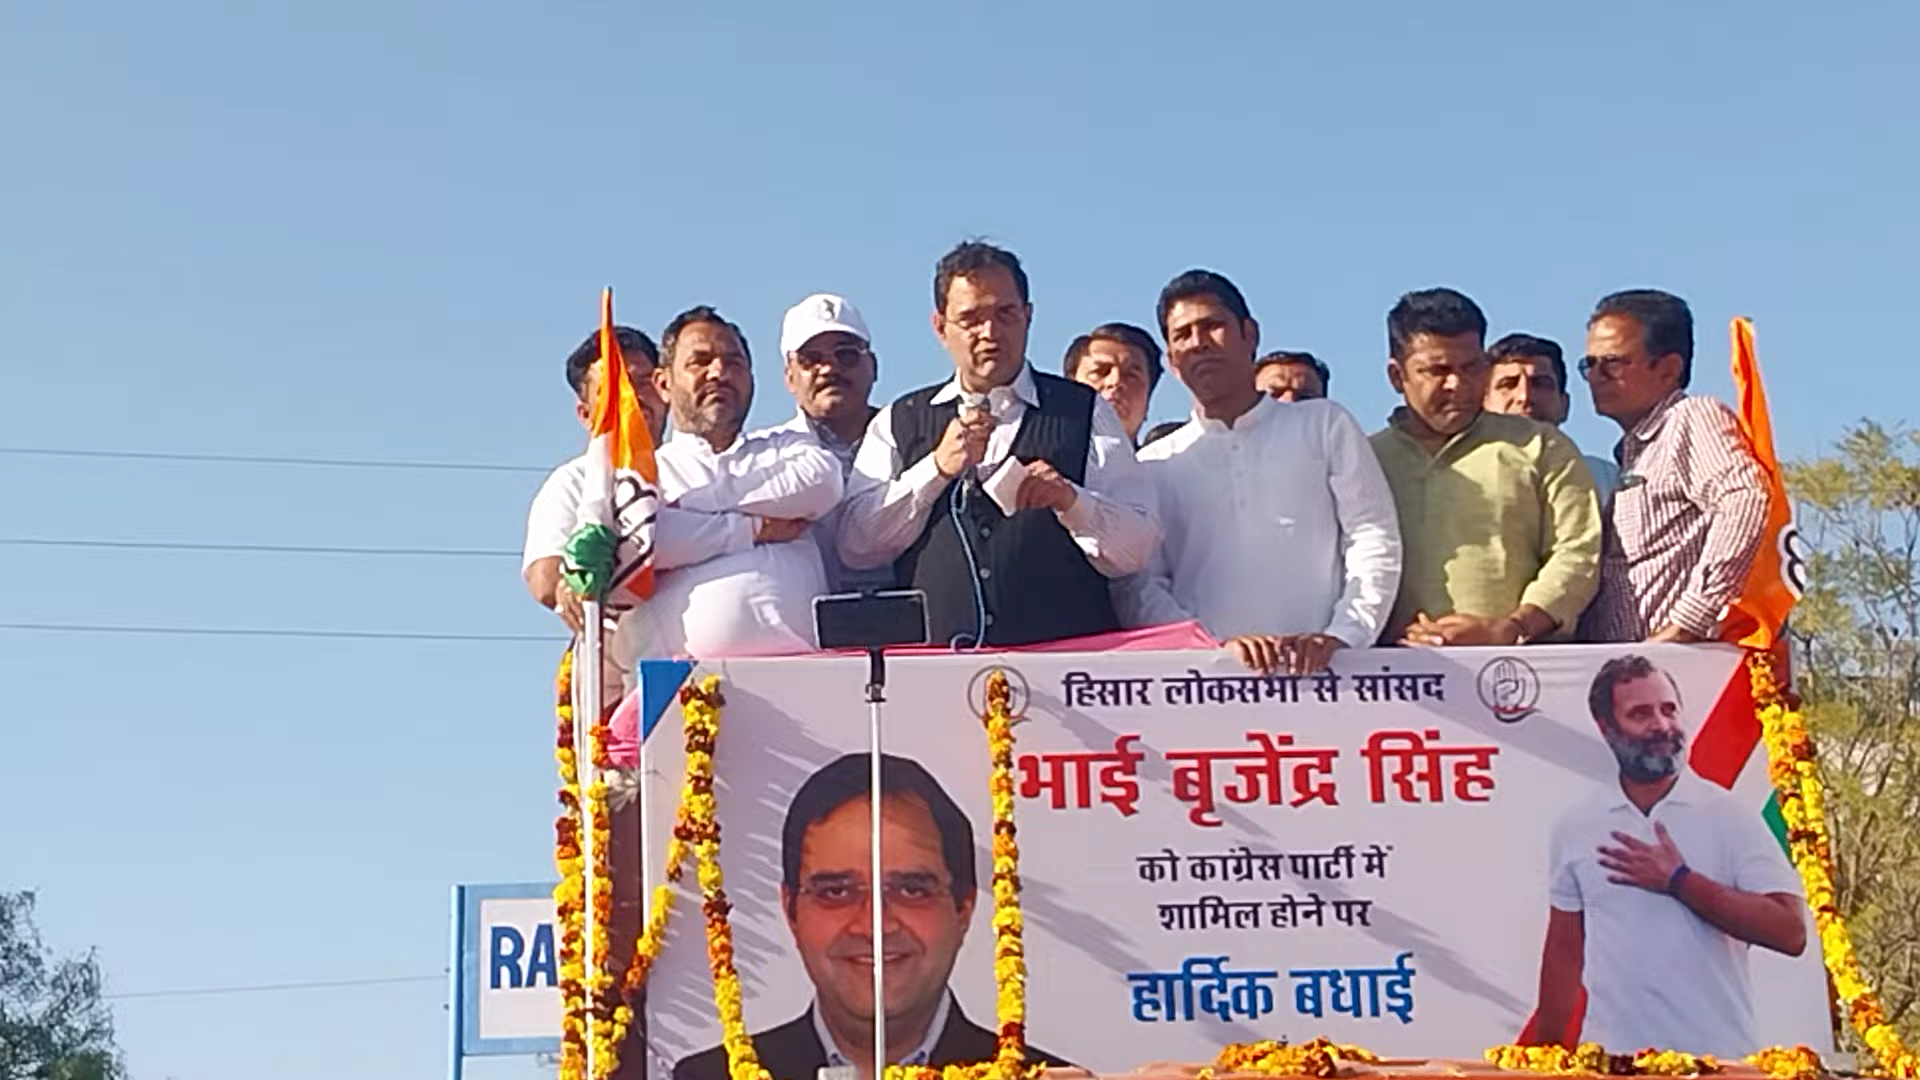 हिसार लोकसभा से सांसद
भाई बृजेंद्र सिंह
को कांग्रेस पार्टी में
शामिल होने पर
हार्दिक बधाई
RA